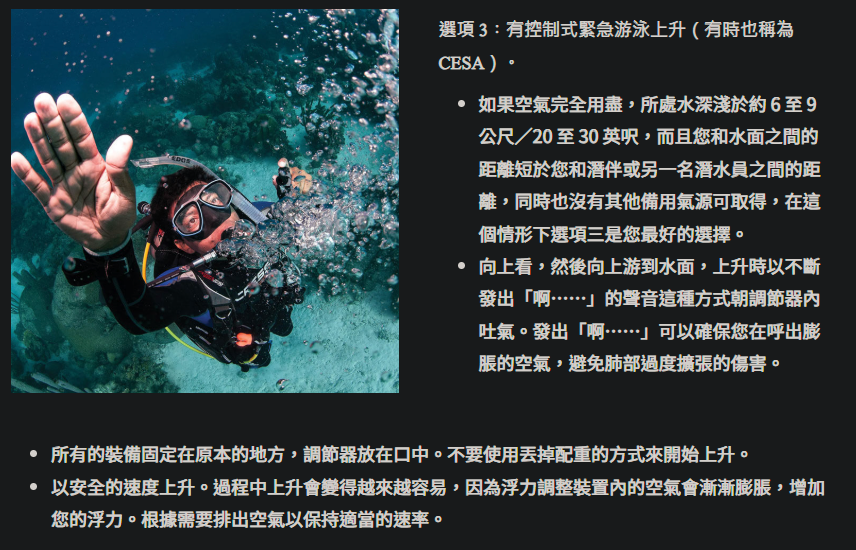 選項 3：有控制式緊急游泳上升（有時也稱為
CESA）。
• 如果空氣完全用盡，所處水深淺於約 6 至 9
公尺／20 至 30 英呎，而且您和水面之間的
距離短於您和潛伴或另一名潛水員之間的距
離，同時也沒有其他備用氣源可取得，在這
個情形下選項三是您最好的選擇。
• 向上看，然後向上游到水面，上升時以不斷
發出「啊……」的聲音這種方式朝調節器內
吐氣。發出「啊……」可以確保您在呼出膨
脹的空氣，避免肺部過度擴張的傷害。
• 所有的裝備固定在原本的地方，調節器放在口中。不要使用丟掉配重的方式來開始上升。
• 以安全的速度上升。過程中上升會變得越來越容易，因為浮力調整裝置內的空氣會漸漸膨脹，增加
您的浮力。根據需要排出空氣以保持適當的速率。